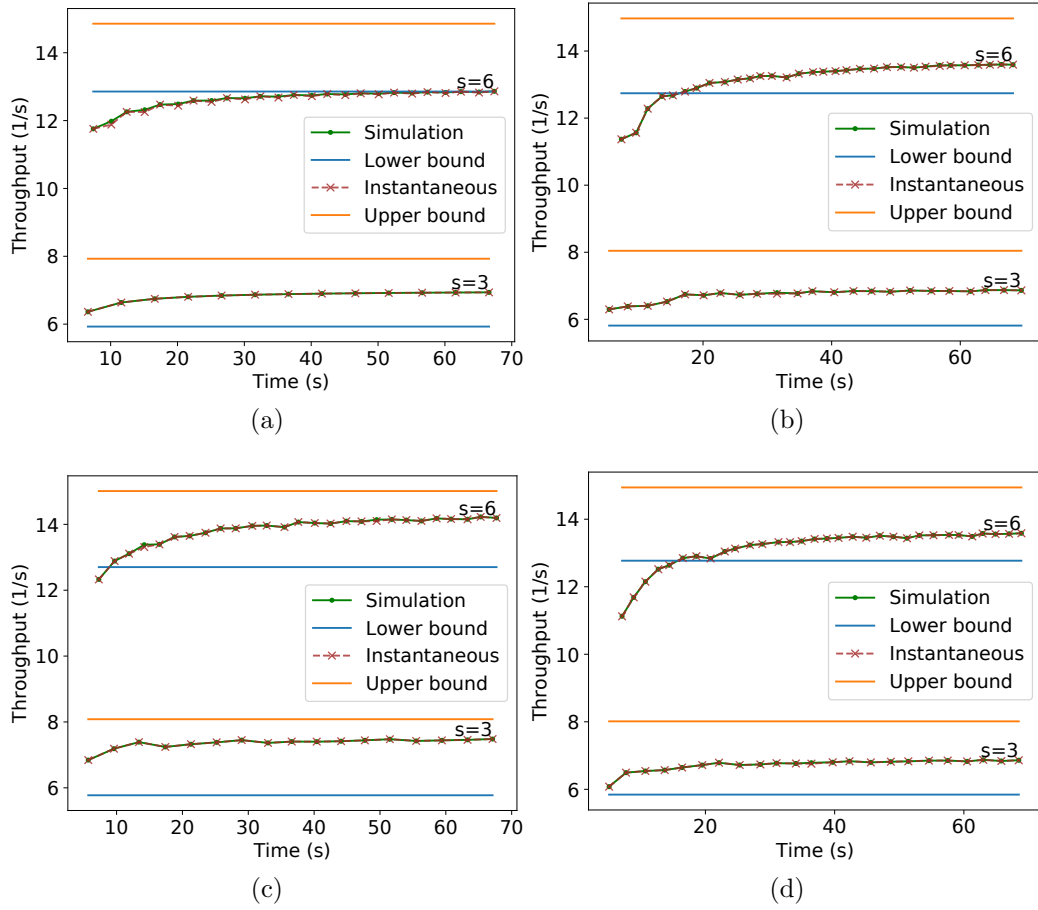 14
12
10
8
6
Throughput (1/s)
s=6
Simulation
Lower bound
Instantaneous
Upper bound
s=3
10 20 30 40 50 60 70
Time (s)
(a)
14
12
10
8
6
Throughput (1/s)
s=6
Simulation
Lower bound
Instantaneous
Upper bound
s=3
20 40 60
Time (s)
(b)
14
12
10
8
6
Throughput (1/s)
s=6
Simulation
Lower bound
Instantaneous
Upper bound
s=3
10 20 30 40 50 60 70
Time (s)
(c)
14
12
10
8
6
Throughput (1/s)
s=6
Simulation
Lower bound
Instantaneous
Upper bound
s=3
20 40 60
Time (s)
(d)